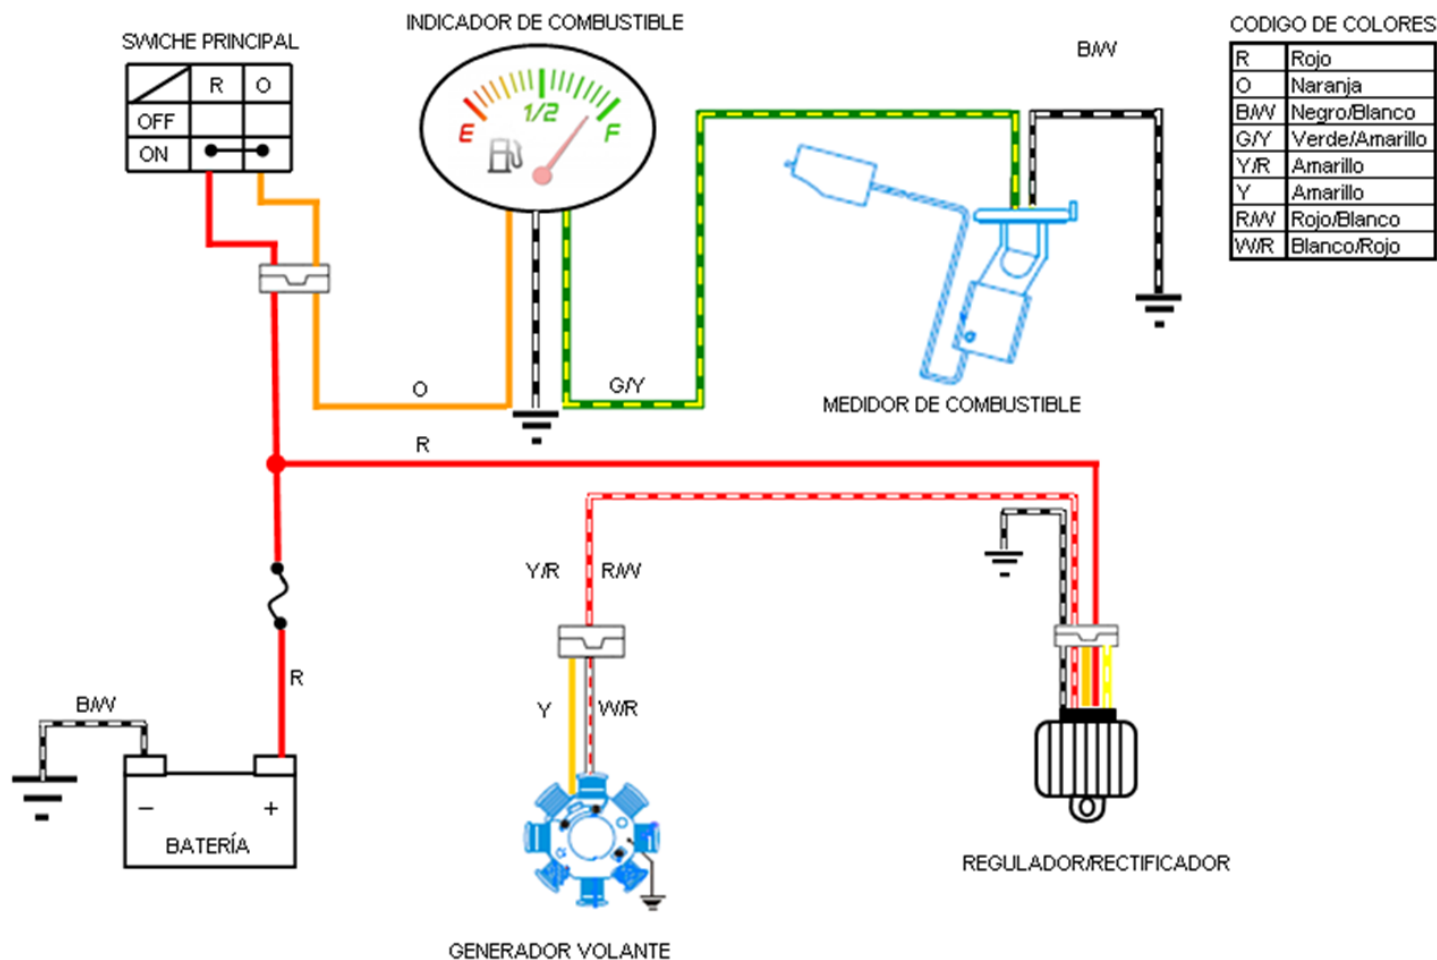 SWICHE PRINCIPAL
R O
OFF
ON
INDICADOR DE COMBUSTIBLE
E 1/2 F
B/W
CODIGO DE COLORES
R Rojo
O Naranja
B/W Negro/Blanco
G/Y Verde/Amarillo
Y/R Amarillo
Y Amarillo
R/W Rojo/Blanco
W/R Blanco/Rojo
O
G/Y
MEDIDOR DE COMBUSTIBLE
R
Y/R R/W
R
B/W
Y W/R
− +
BATERÍA
REGULADOR/RECTIFICADOR
GENERADOR VOLANTE